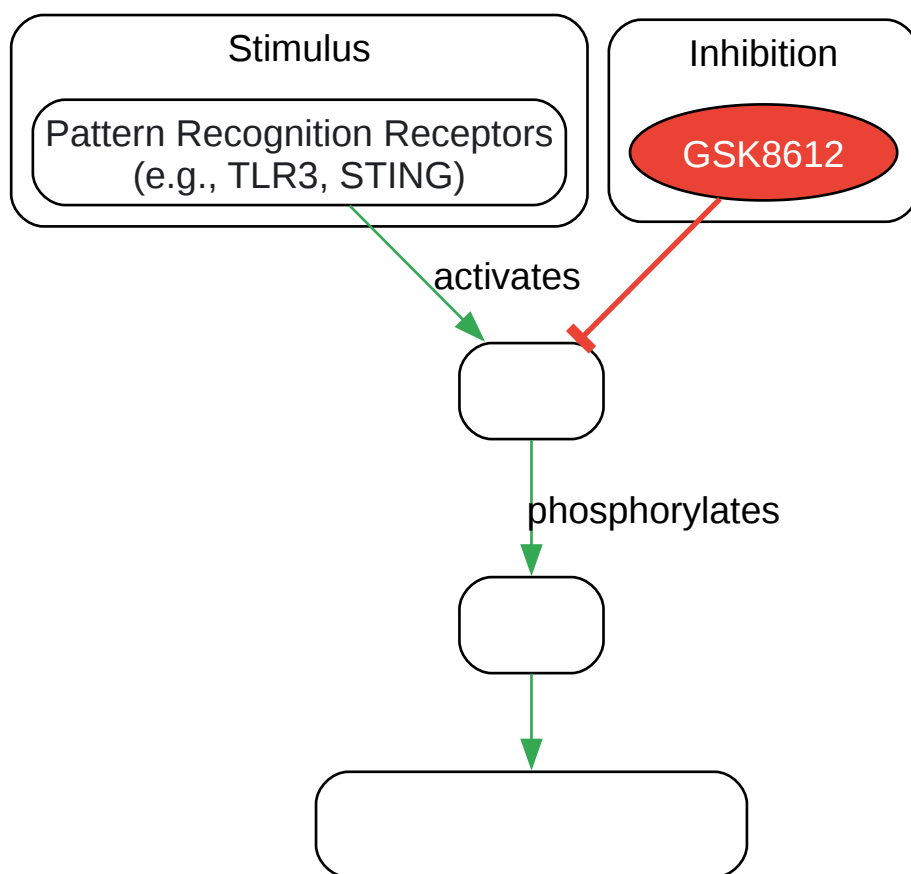 Stimulus
Inhibition
Pattern Recognition Receptors
(e.g., TLR3, STING)
GSK8612
activates
phosphorylates